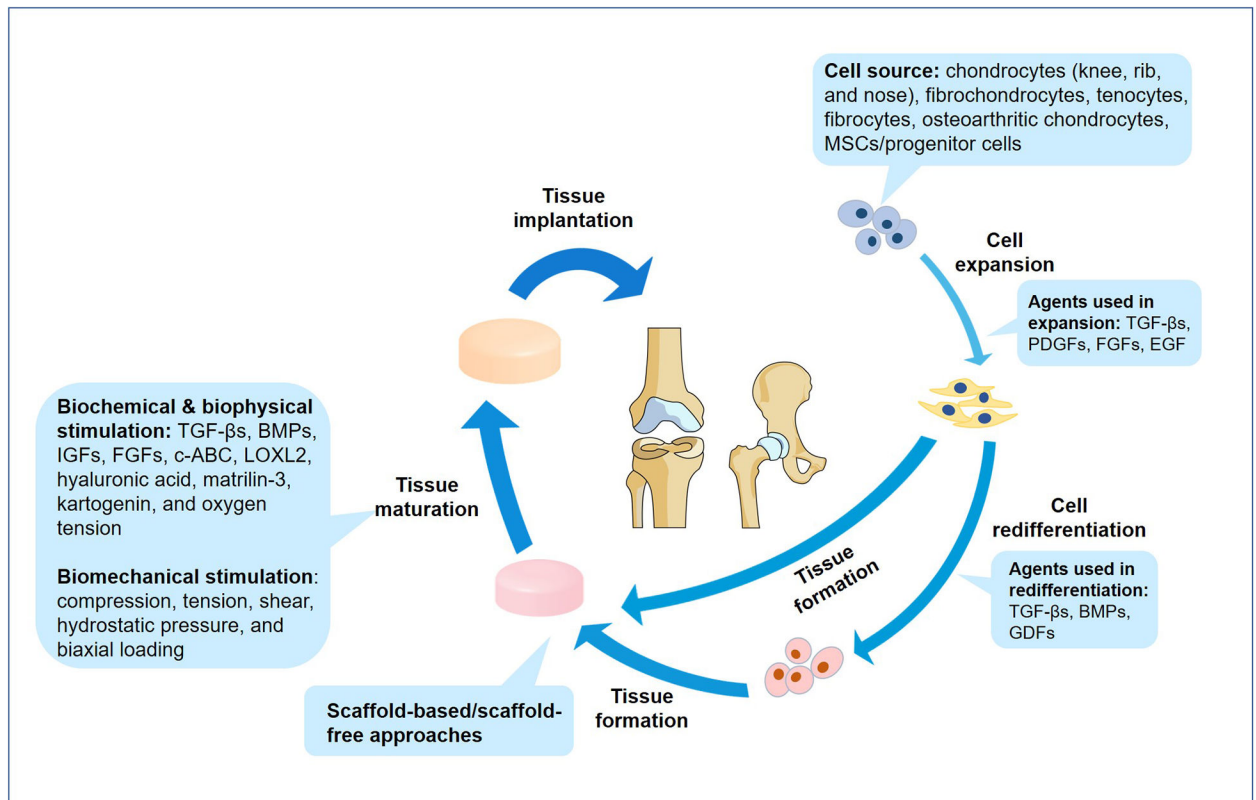 Cell source: chondrocytes (knee, rib,
and nose), fibrochondrocytes, tenocytes,
fibrocytes, osteoarthritic chondrocytes,
MSCs/progenitor cells
Tissue
implantation
Cell
expansion
Agents used in
expansion: TGF-βs,
PDGFs, FGFs, EGF
Biochemical & biophysical
stimulation: TGF-βs, BMPs,
IGFs, FGFs, c-ABC, LOXL2,
hyaluronic acid, matrilin-3,
kartogenin, and oxygen
tension
Biomechanical stimulation:
compression, tension, shear,
hydrostatic pressure, and
biaxial loading
Tissue
maturation
Cell
redifferentiation
Agents used in
redifferentiation:
TGF-βs, BMPs,
GDFs
Tissue
formation
Tissue
formation
Scaffold-based/scaffold-
free approaches